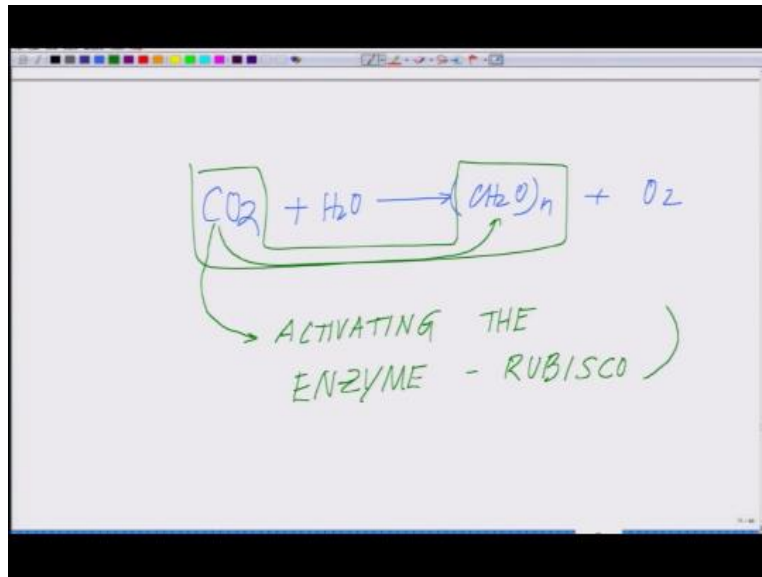 CO2 + H2O → (CH2O)n + O2
ACTIVATING THE
ENZYME - RUBISCO )